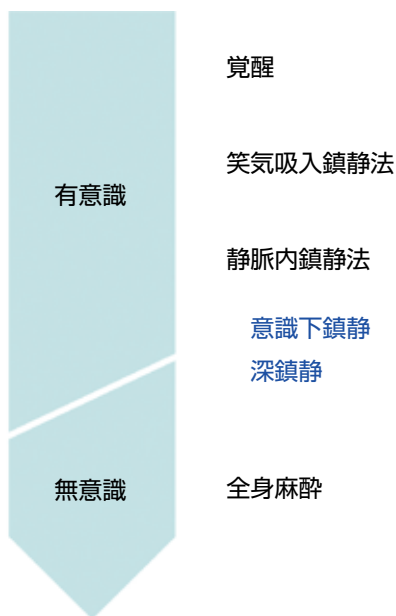 覚醒
笑気吸入鎮静法
有意識
静脈内鎮静法
意識下鎮静
深鎮静
無意識
全身麻酔